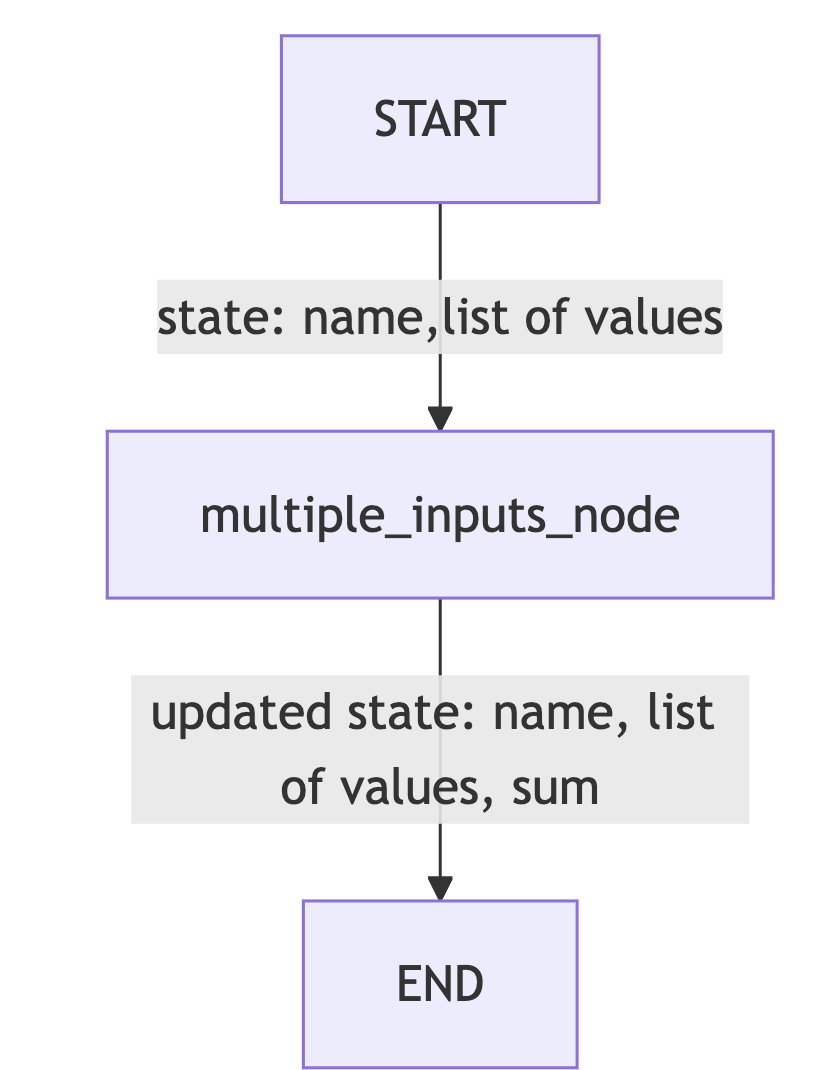 START
state: name,list of values
multiple_inputs_node
updated state: name, list
of values, sum
END